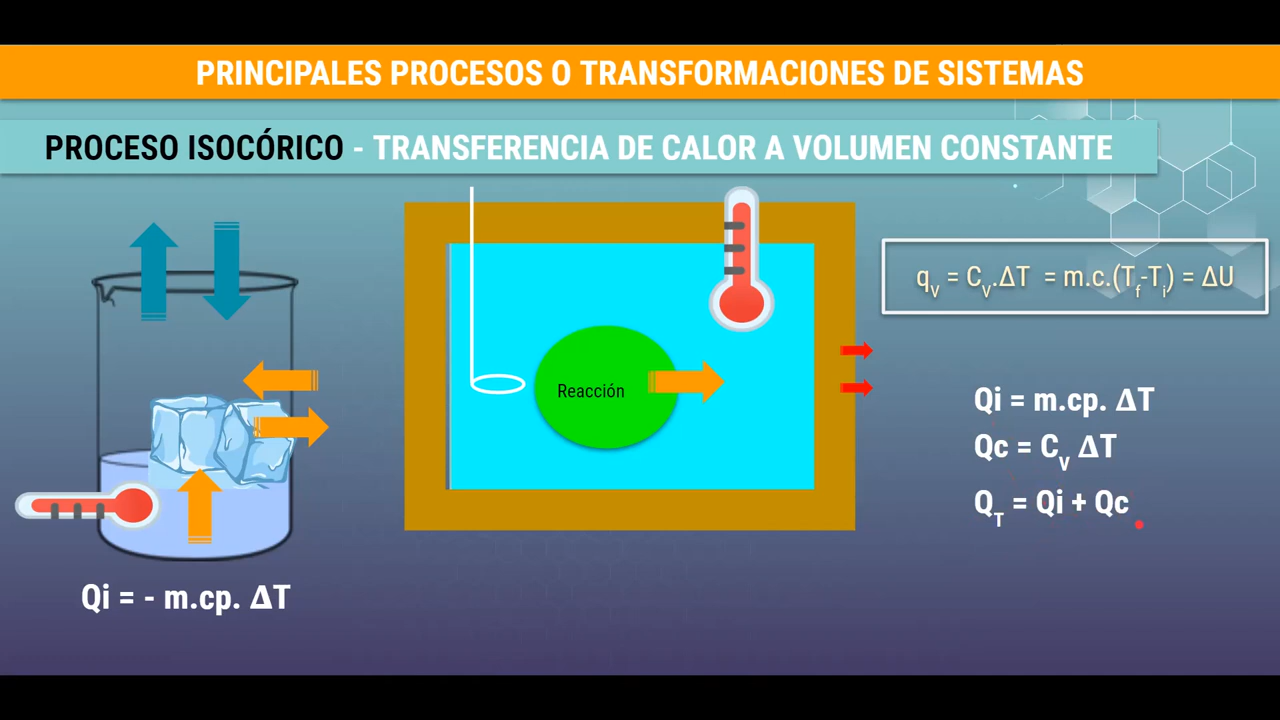 PRINCIPALES PROCESOS O TRANSFORMACIONES DE SISTEMAS
PROCESO ISOCÓRICO - TRANSFERENCIA DE CALOR A VOLUMEN CONSTANTE
qV = CV.ΔT = m.c.(Tf-Ti) = ΔU
Reacción
Qi = m.cp. ΔT
Qc = CV ΔT
QT = Qi + Qc
Qi = - m.cp. ΔT